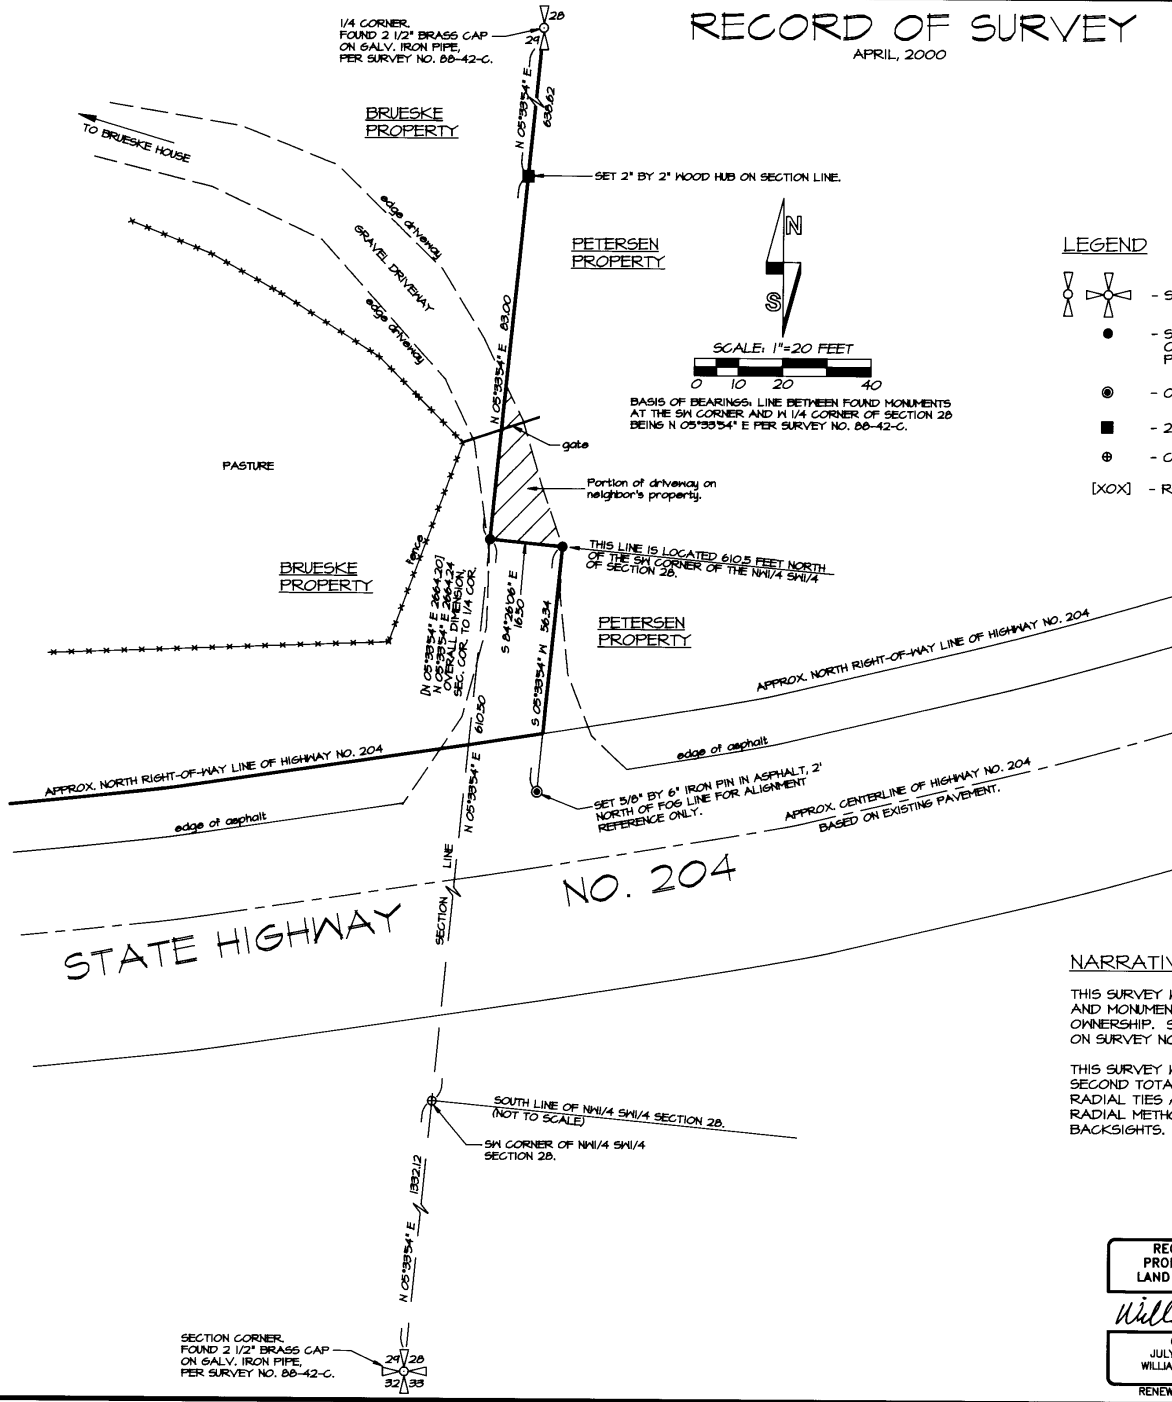 RECORD OF SURVEY
APRIL, 2000
1/4 CORNER,
FOUND 2 1/2" BRASS CAP
ON GALV. IRON PIPE,
PER SURVEY NO. 88-42-C.
28
29
N 05°33'54" E
638.62
BRUESKE
PROPERTY
TO BRUESKE HOUSE
SET 2" BY 2" WOOD HUB ON SECTION LINE.
edge driveway
GRAVEL DRIVEWAY
edge driveway
PETERSEN
PROPERTY
N
S
LEGEND
- S
- S
C
P
- C
- 2
- C
[XOX] - R
SCALE: 1"=20 FEET
0 10 20 40
BASIS OF BEARINGS: LINE BETWEEN FOUND MONUMENTS
AT THE SW CORNER AND W 1/4 CORNER OF SECTION 28
BEING N 05°33'54" E PER SURVEY NO. 88-42-C.
N 05°33'54" E 83.00
gate
PASTURE
Portion of driveway on
neighbor's property.
fence
THIS LINE IS LOCATED 610.5 FEET NORTH
OF THE SW CORNER OF THE NW1/4 SW1/4
OF SECTION 28.
BRUESKE
PROPERTY
[N 05°33'54" E 2664.20]
N 05°33'54" E 2664.24
OVERALL DIMENSION,
SEC. COR. TO 1/4 COR.
S 84°26'06" E
16.50
S 05°33'54" W 56.34
PETERSEN
PROPERTY
APPROX. NORTH RIGHT-OF-WAY LINE OF HIGHWAY NO. 204
N 05°33'54" E 610.50
APPROX. NORTH RIGHT-OF-WAY LINE OF HIGHWAY NO. 204
edge of asphalt
edge of asphalt
SET 5/8" BY 6" IRON PIN IN ASPHALT, 2'
NORTH OF FOG LINE FOR ALIGNMENT
REFERENCE ONLY.
APPROX. CENTERLINE OF HIGHWAY NO. 204
BASED ON EXISTING PAVEMENT.
SECTION LINE
STATE HIGHWAY NO. 204
NARRATIV
THIS SURVEY W
AND MONUMEN
OWNERSHIP. S
ON SURVEY NO
THIS SURVEY W
SECOND TOTA
RADIAL TIES A
RADIAL METHO
BACKSIGHTS.
SOUTH LINE OF NW1/4 SW1/4 SECTION 28.
(NOT TO SCALE)
SW CORNER OF NW1/4 SW1/4
SECTION 28.
N 05°33'54" E 1332.12
SECTION CORNER,
FOUND 2 1/2" BRASS CAP
ON GALV. IRON PIPE,
PER SURVEY NO. 88-42-C.
29 28
32 33
LAND
Will
JULY
WILLIA
RENEW